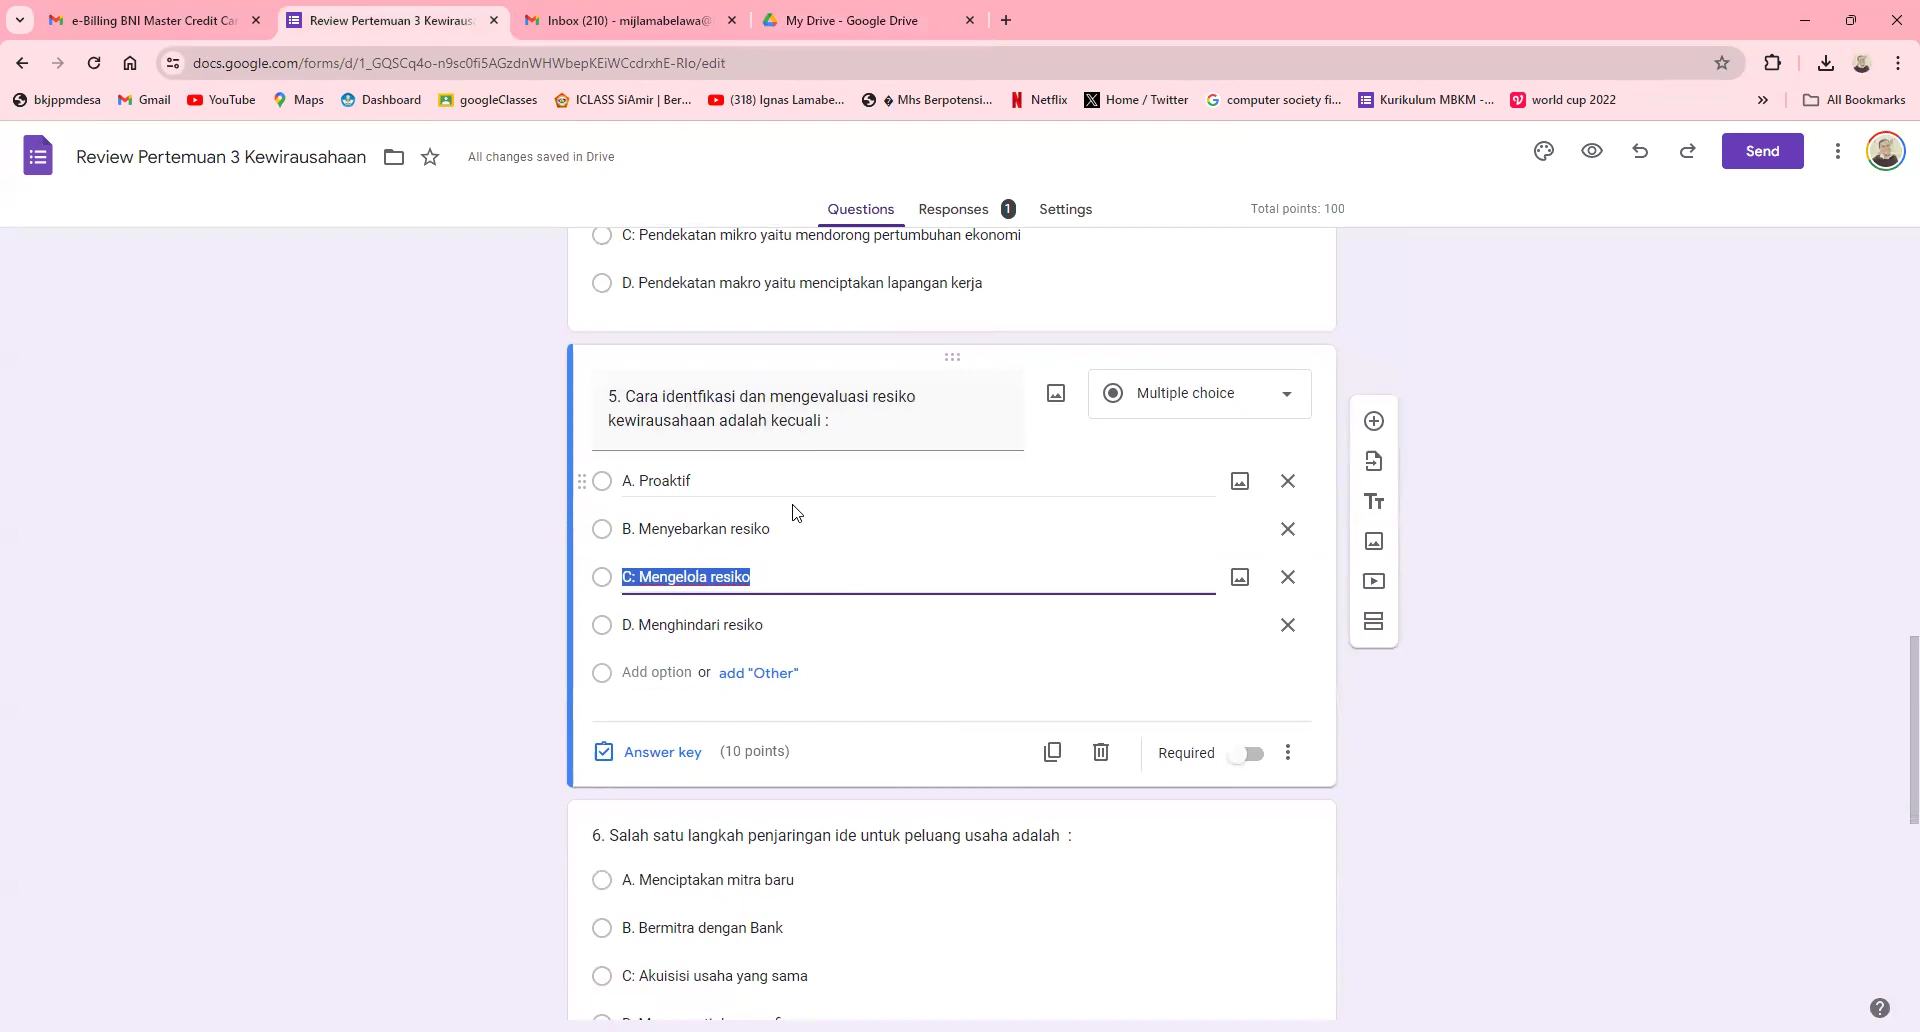 e-Billing BNI Master Credit Car
Review Pertemuan 3 Kewirausa
Inbox (210) - mijlamabelawa@
My Drive - Google Drive
docs.google.com/forms/d/1_GQSCq4o-n9sc0fi5AGzdnWHWbepKEiWCcdrxhE-RIo/edit
bkjppmdesa
Gmail
YouTube
Maps
Dashboard
googleClasses
ICLASS SiAmir | Ber...
(318) Ignas Lamabe...
Mhs Berpotensi...
Netflix
Home / Twitter
computer society fi...
Kurikulum MBKM -...
world cup 2022
»
All Bookmarks
Review Pertemuan 3 Kewirausahaan
All changes saved in Drive
Send
Questions
Responses
1
Settings
Total points: 100
C: Pendekatan mikro yaitu mendorong pertumbuhan ekonomi
D. Pendekatan makro yaitu menciptakan lapangan kerja
5. Cara identfikasi dan mengevaluasi resiko
kewirausahaan adalah kecuali :
Multiple choice
A. Proaktif
B. Menyebarkan resiko
C: Mengelola resiko
D. Menghindari resiko
Add option or add "Other"
Answer key (10 points)
Required
6. Salah satu langkah penjaringan ide untuk peluang usaha adalah :
A. Menciptakan mitra baru
B. Bermitra dengan Bank
C: Akuisisi usaha yang sama